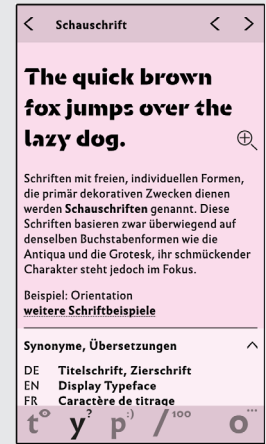 Schauschrift
The quick brown
fox jumps over the
lazy dog.
Schriften mit freien, individuellen Formen,
die primär dekorativen Zwecken dienen
werden Schauschriften genannt. Diese
Schriften basieren zwar überwiegend auf
denselben Buchstabenformen wie die
Antiqua und die Grotesk, ihr schmückender
Charakter steht jedoch im Fokus.
Beispiel: Orientation
weitere Schriftbeispiele
Synonyme, Übersetzungen
DE Titelschrift, Zierschrift
EN Display Typeface
FR Caractère de titrage
t y? p:) /100 o...